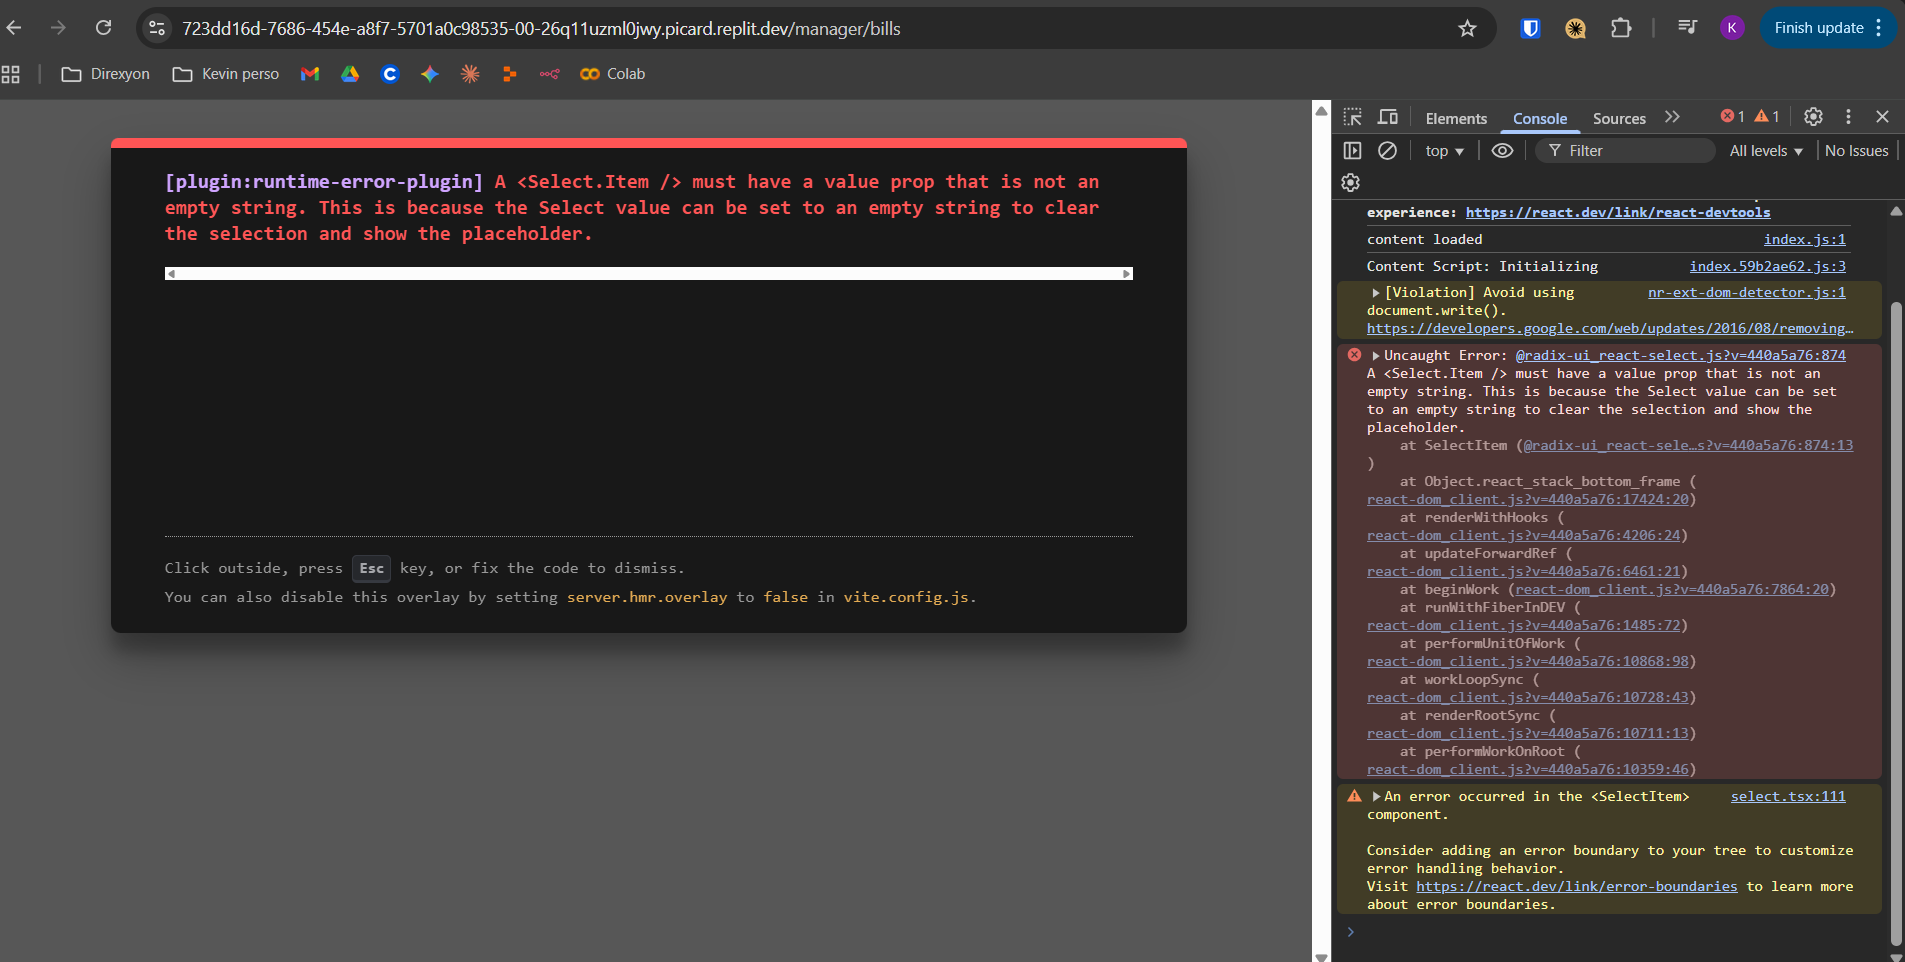 723dd16d-7686-454e-a8f7-5701a0c98535-00-26q11uzml0jwy.picard.replit.dev/manager/bills
K
Finish update
Direxyon
Kevin perso
Colab
[plugin:runtime-error-plugin] A <Select.Item /> must have a value prop that is not an
empty string. This is because the Select value can be set to an empty string to clear
the selection and show the placeholder.
Click outside, press Esc key, or fix the code to dismiss.
You can also disable this overlay by setting server.hmr.overlay to false in vite.config.js.
Elements
Console
Sources
1
1
top
Filter
All levels
No Issues
experience: https://react.dev/link/react-devtools
content loaded index.js:1
Content Script: Initializing index.59b2ae62.js:3
[Violation] Avoid using nr-ext-dom-detector.js:1
document.write().
https://developers.google.com/web/updates/2016/08/removing…
Uncaught Error: @radix-ui_react-select.js?v=440a5a76:874
A <Select.Item /> must have a value prop that is not an
empty string. This is because the Select value can be set
to an empty string to clear the selection and show the
placeholder.
at SelectItem (@radix-ui_react-sele…s?v=440a5a76:874:13
)
at Object.react_stack_bottom_frame (
react-dom_client.js?v=440a5a76:17424:20)
at renderWithHooks (
react-dom_client.js?v=440a5a76:4206:24)
at updateForwardRef (
react-dom_client.js?v=440a5a76:6461:21)
at beginWork (react-dom_client.js?v=440a5a76:7864:20)
at runWithFiberInDEV (
react-dom_client.js?v=440a5a76:1485:72)
at performUnitOfWork (
react-dom_client.js?v=440a5a76:10868:98)
at workLoopSync (
react-dom_client.js?v=440a5a76:10728:43)
at renderRootSync (
react-dom_client.js?v=440a5a76:10711:13)
at performWorkOnRoot (
react-dom_client.js?v=440a5a76:10359:46)
An error occurred in the <SelectItem> select.tsx:111
component.
Consider adding an error boundary to your tree to customize
error handling behavior.
Visit https://react.dev/link/error-boundaries to learn more
about error boundaries.